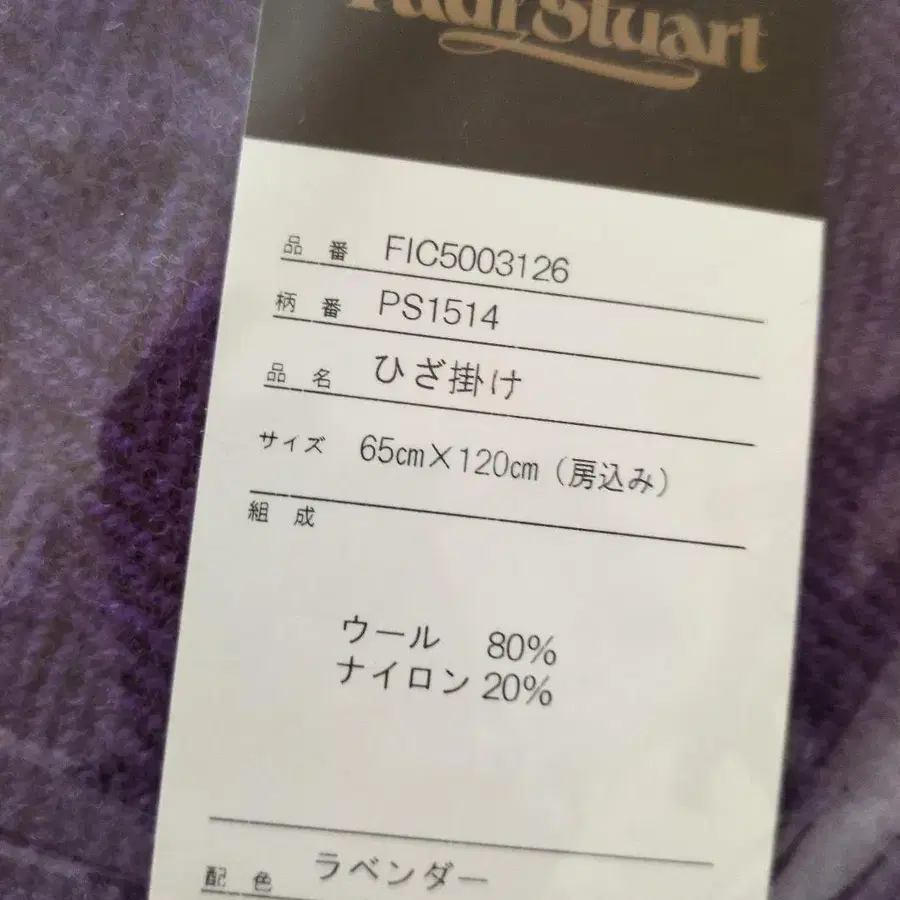 Paul Stuart
品番 FIC5003126
柄番 PS1514
品名 ひざ掛け
サイズ 65㎝×120㎝（房込み）
組成
ウール 80%
ナイロン 20%
配色 ラベンダー